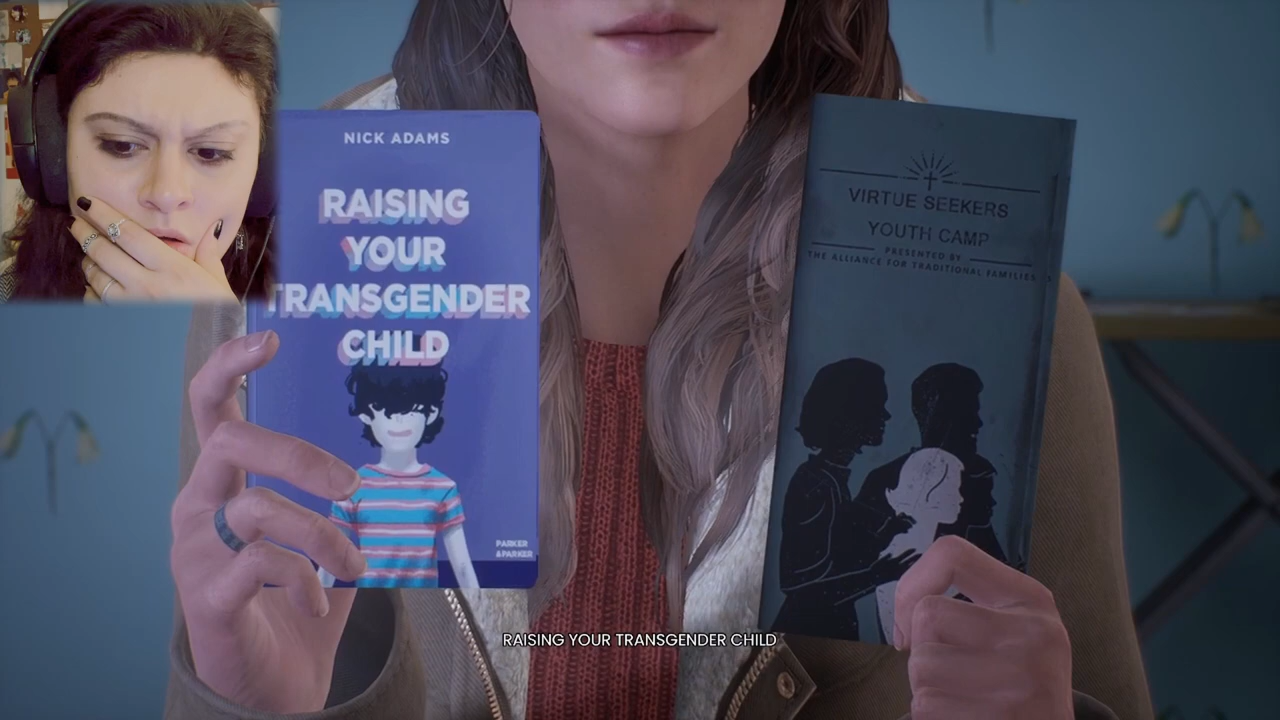 NICK ADAMS
RAISING
YOUR
TRANSGENDER
CHILD
PARKER
&PARKER
VIRTUE SEEKERS
YOUTH CAMP
PRESENTED BY
THE ALLIANCE FOR TRADITIONAL FAMILIES
RAISING YOUR TRANSGENDER CHILD